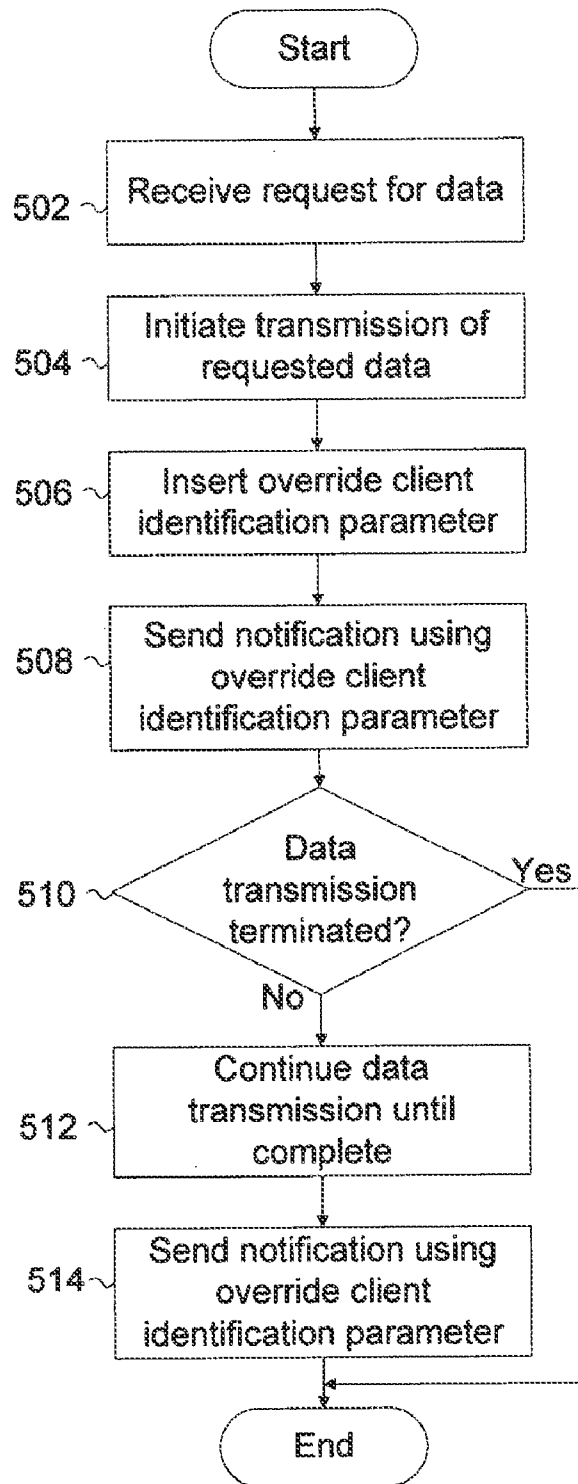 Start
502
Receive request for data
504
Initiate transmission of
requested data
506
Insert override client
identification parameter
508
Send notification using
override client
identification parameter
510
Data
transmission
terminated?
Yes
No
512
Continue data
transmission until
complete
514
Send notification using
override client
identification parameter
End